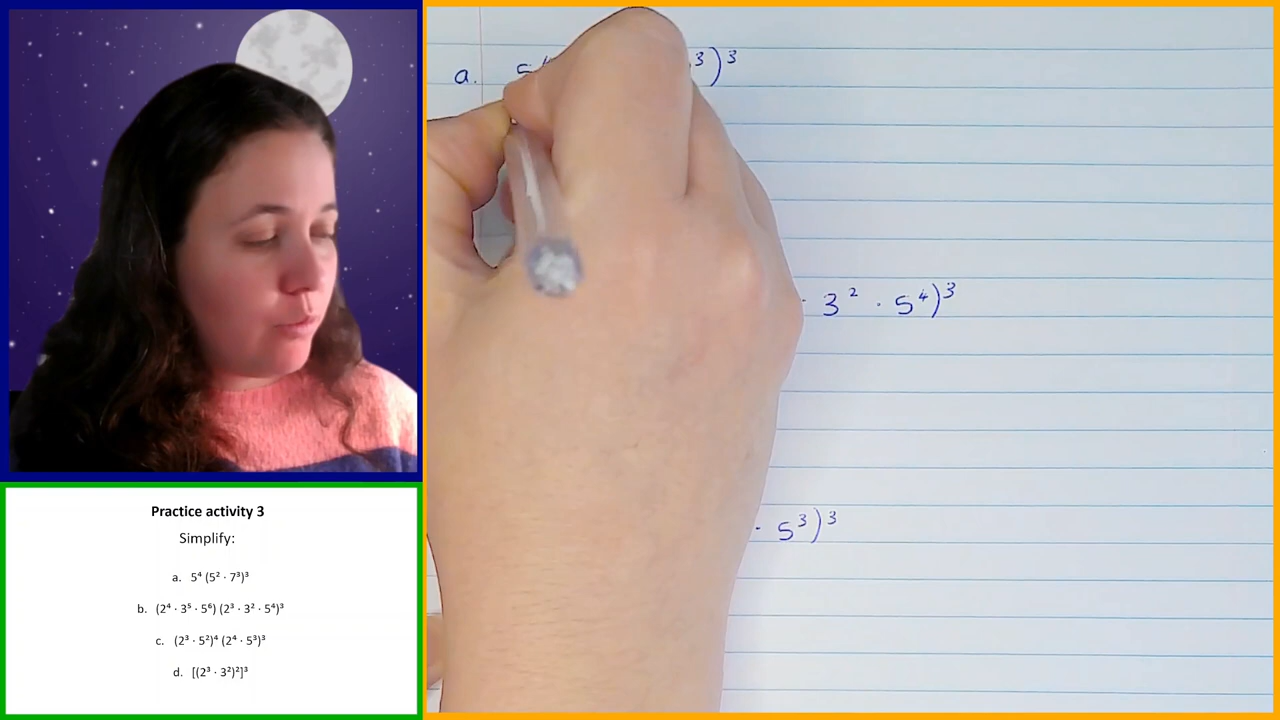 Practice activity 3
Simplify:
a. 5⁴ (5² · 7³)³
b. (2⁴ · 3⁵ · 5⁶) (2³ · 3² · 5⁴)³
c. (2³ · 5²)⁴ (2⁴ · 5³)³
d. [(2³ · 3²)²]³
a. 5 ³)³
· 3² · 5⁴)³
· 5³)³